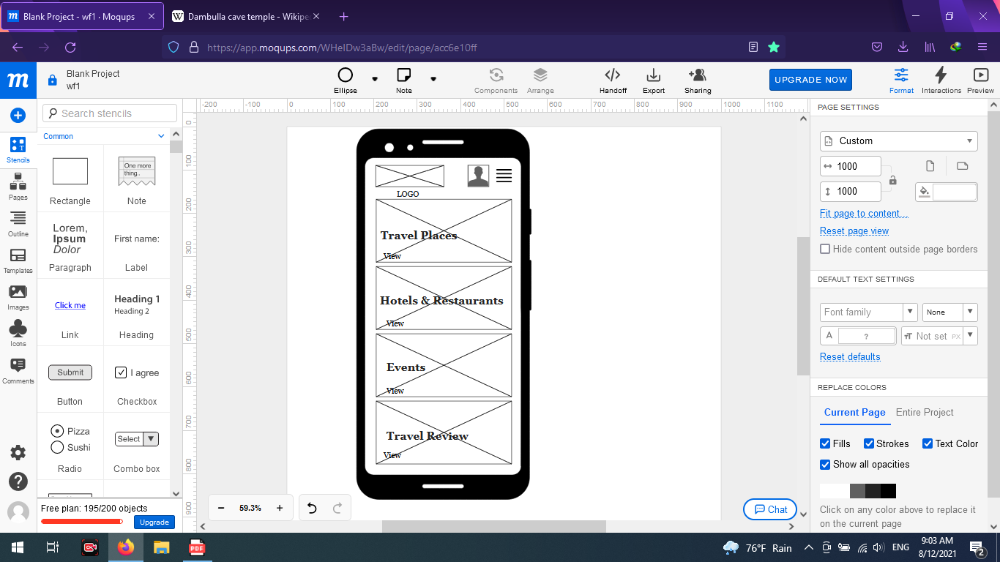 Blank Project - wf1 · Moqups
Dambulla cave temple - Wikipe
https://app.moqups.com/WHeIDw3aBw/edit/page/acc6e10ff
m
Blank Project
wf1
Ellipse
Note
Components
Arrange
Handoff
Export
Sharing
UPGRADE NOW
Format
Interactions
Preview
Stencils
Pages
Outline
Templates
Images
Icons
Comments
Search stencils
Common
One more
thing..
Rectangle
Note
Lorem,
Ipsum
Dolor
First name:
Paragraph
Label
Click me
Heading 1
Heading 2
Link
Heading
Submit
I agree
Button
Checkbox
Pizza
Sushi
Select
Radio
Combo box
Free plan: 195/200 objects
Upgrade
-200 -100 0 100 200 300 400 500 600 700 800 900 1000 1100
0
100
200
300
400
500
600
700
800
900
LOGO
Travel Places
View
Hotels & Restaurants
View
Events
View
Travel Review
View
59.3%
Chat
PAGE SETTINGS
Custom
1000
1000
Fit page to content...
Reset page view
Hide content outside page borders
DEFAULT TEXT SETTINGS
Font family
None
A
?
TT Not set PX
Reset defaults
REPLACE COLORS
Current Page
Entire Project
Fills
Strokes
Text Color
Show all opacities
Click on any color above to replace it
on the current page
PDF
76°F Rain
ENG
9:03 AM
8/12/2021
2